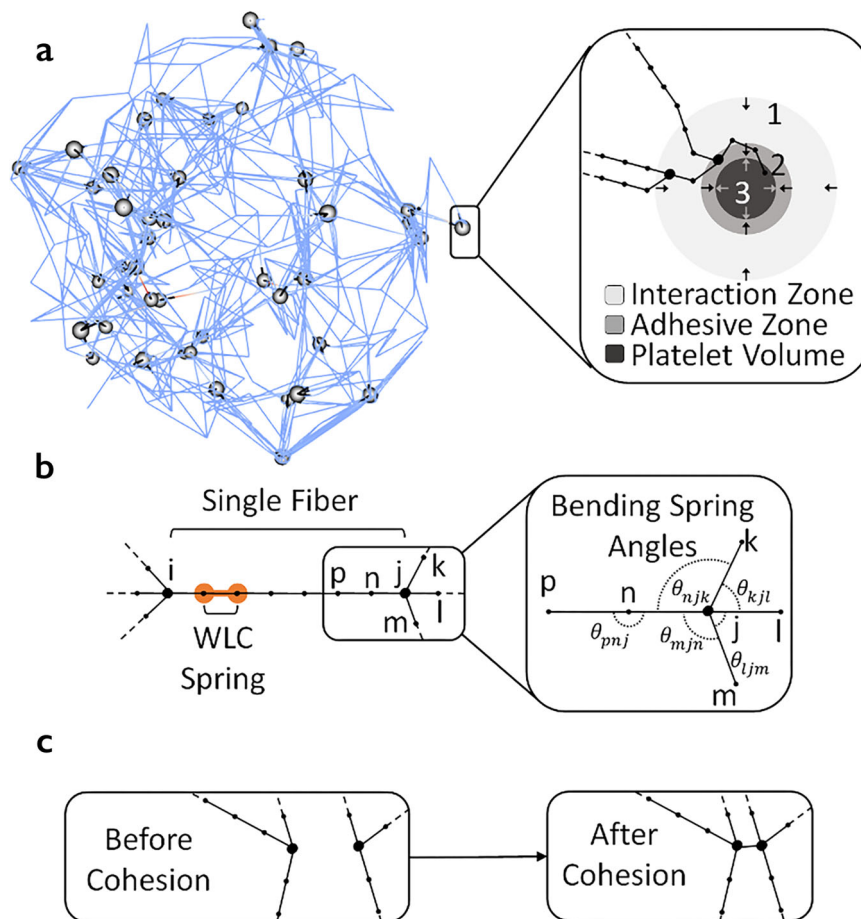 a
1
2
3
Interaction Zone
Adhesive Zone
Platelet Volume
b
Single Fiber
i
p
n
j
k
l
m
WLC
Spring
Bending Spring
Angles
k
p
n
θnjk
θkjl
θpnj
θmjn
j
l
θljm
m
c
Before
Cohesion
After
Cohesion